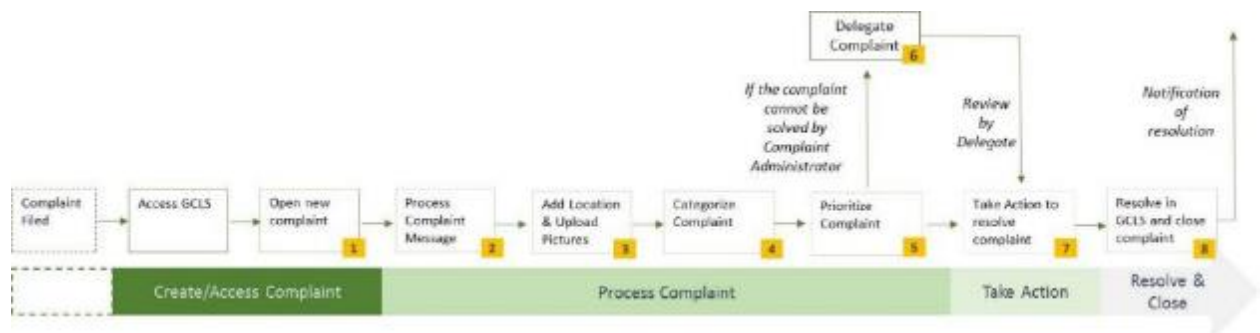 Delegate
Complaint
6
If the complaint
cannot be
solved by
Complaint
Administrator
Review
by
Delegate
Notification
of
resolution
Complaint
Filed
Access GCLS
Open new
complaint
1
Process
Complaint
Message
2
Add Location
& Upload
Pictures
3
Categorize
Complaint
4
Prioritize
Complaint
5
Take Action to
resolve
complaint
7
Resolve in
GCLS and close
complaint
8
Create/Access Complaint
Process Complaint
Take Action
Resolve &
Close